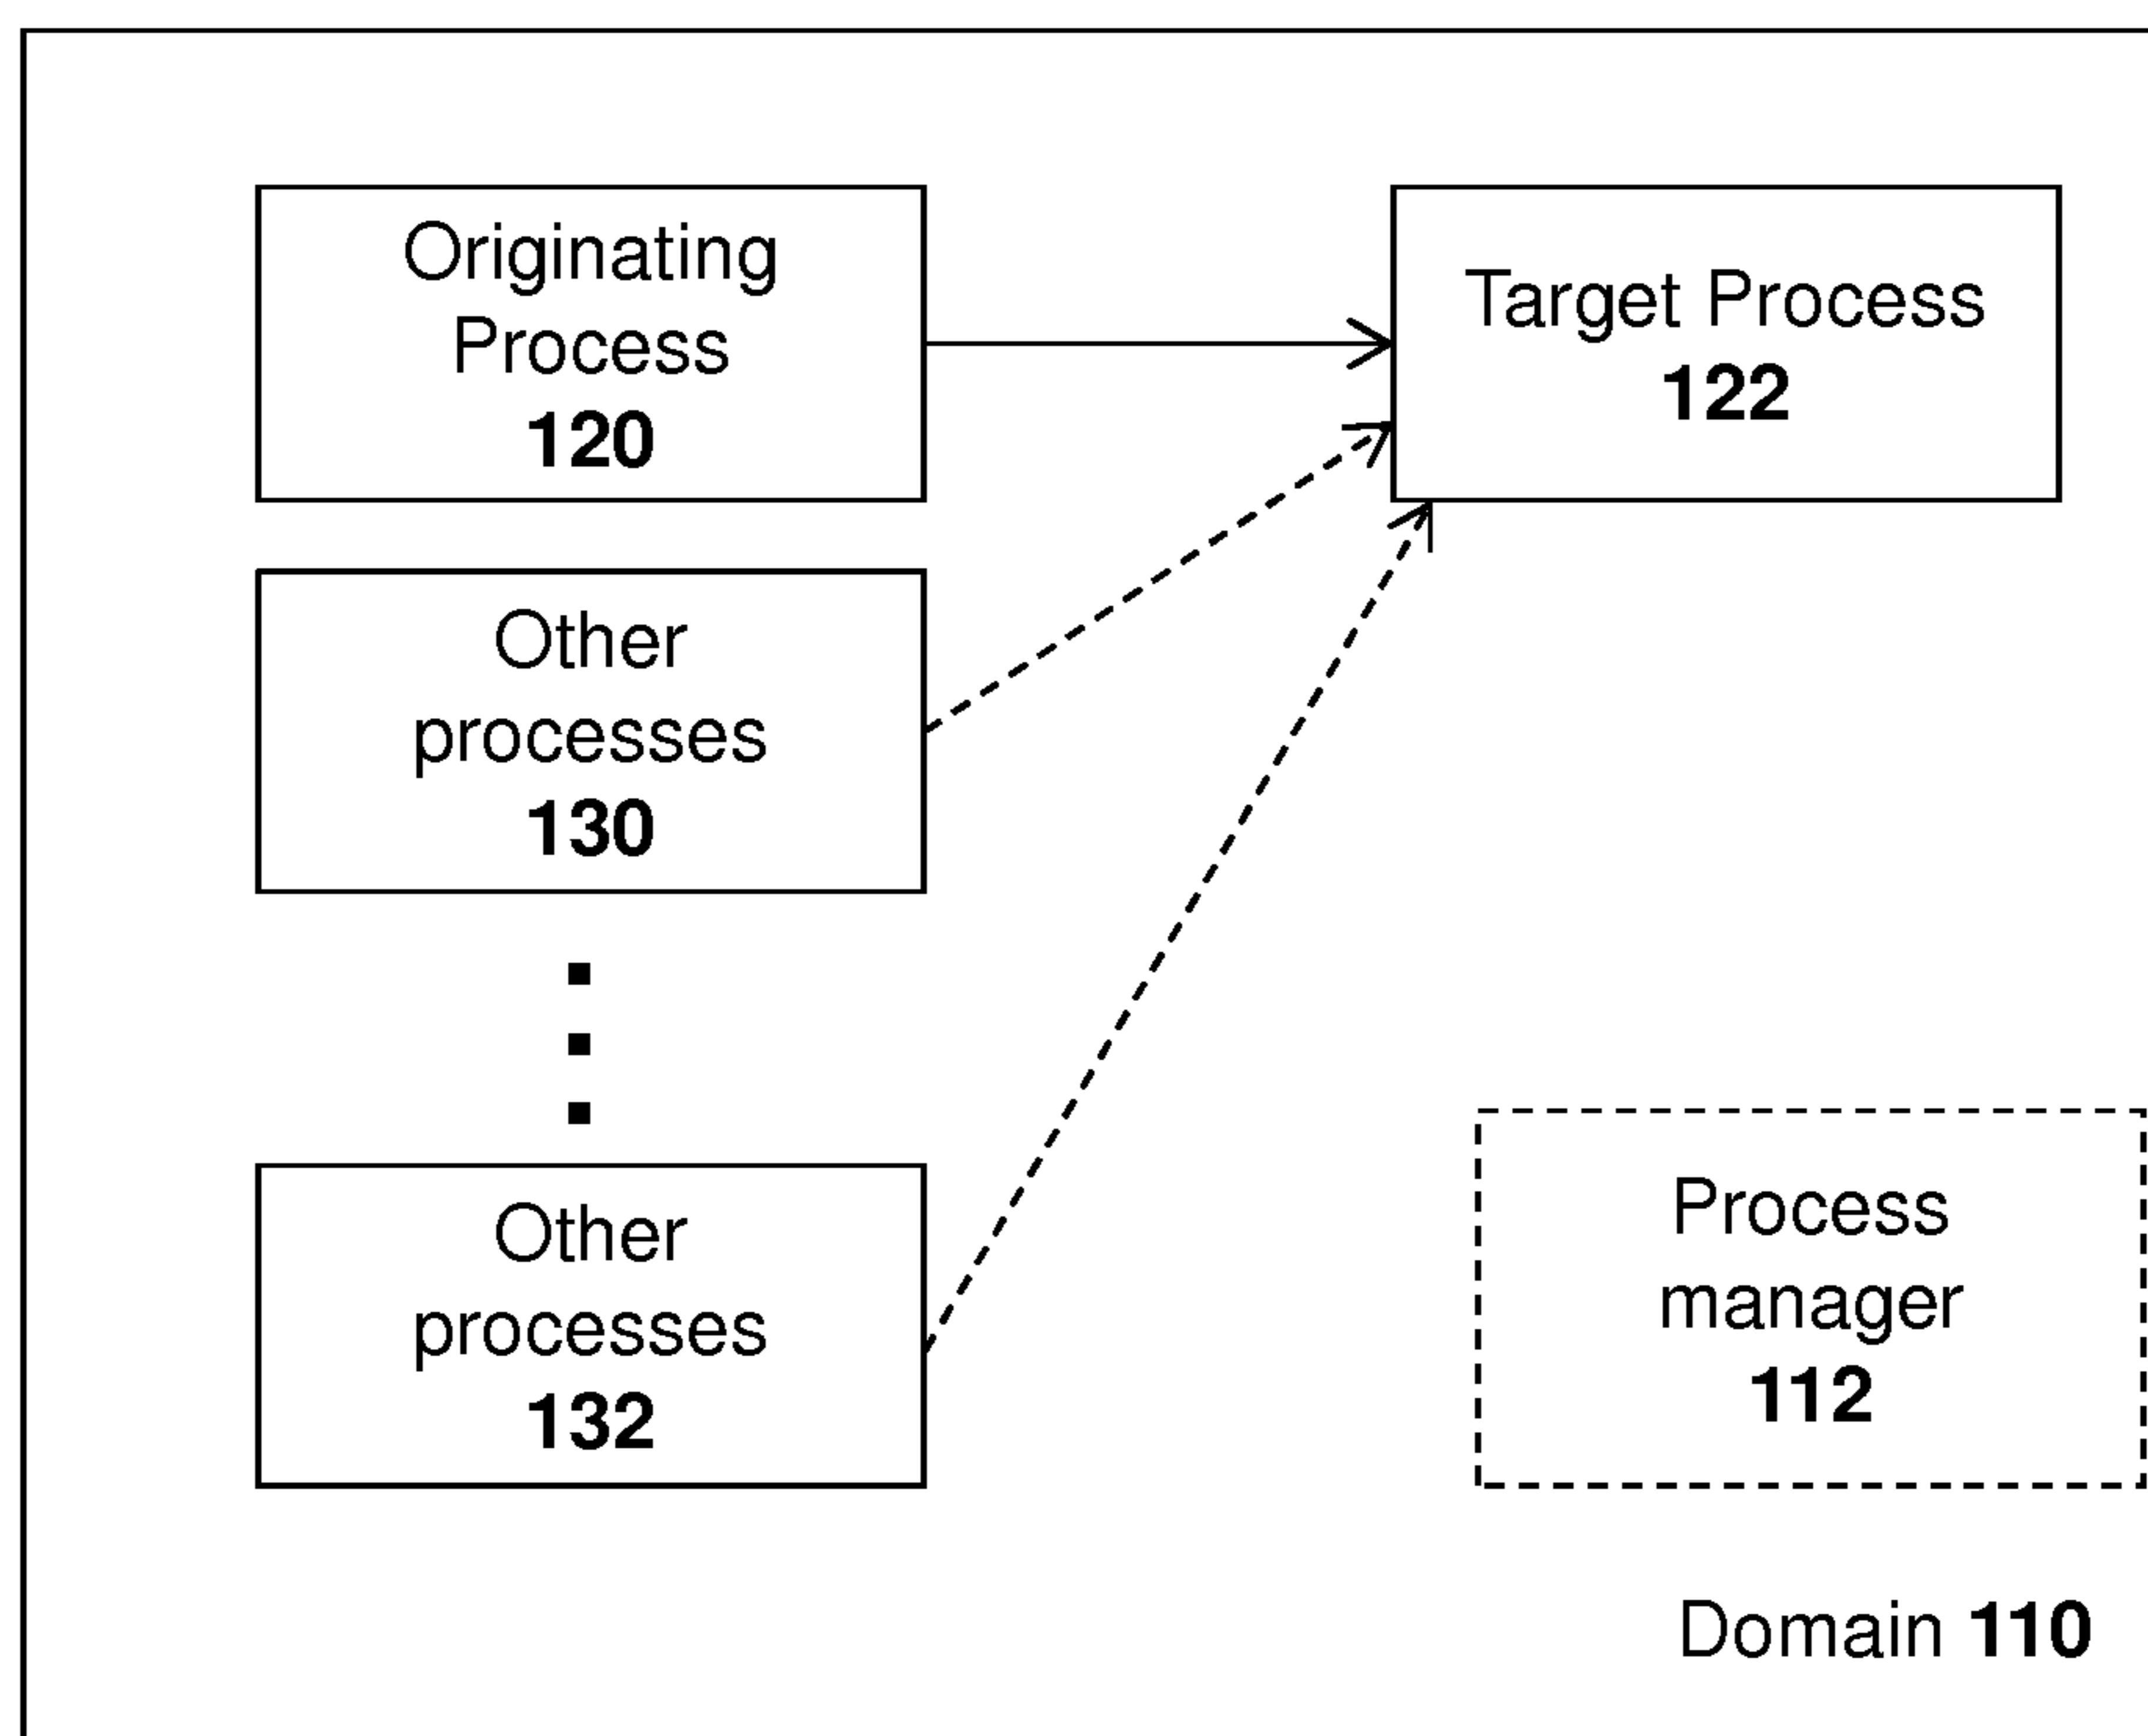 Originating
Process
120
Target Process
122
Other
processes
130
Other
processes
132
Process
manager
112
Domain 110